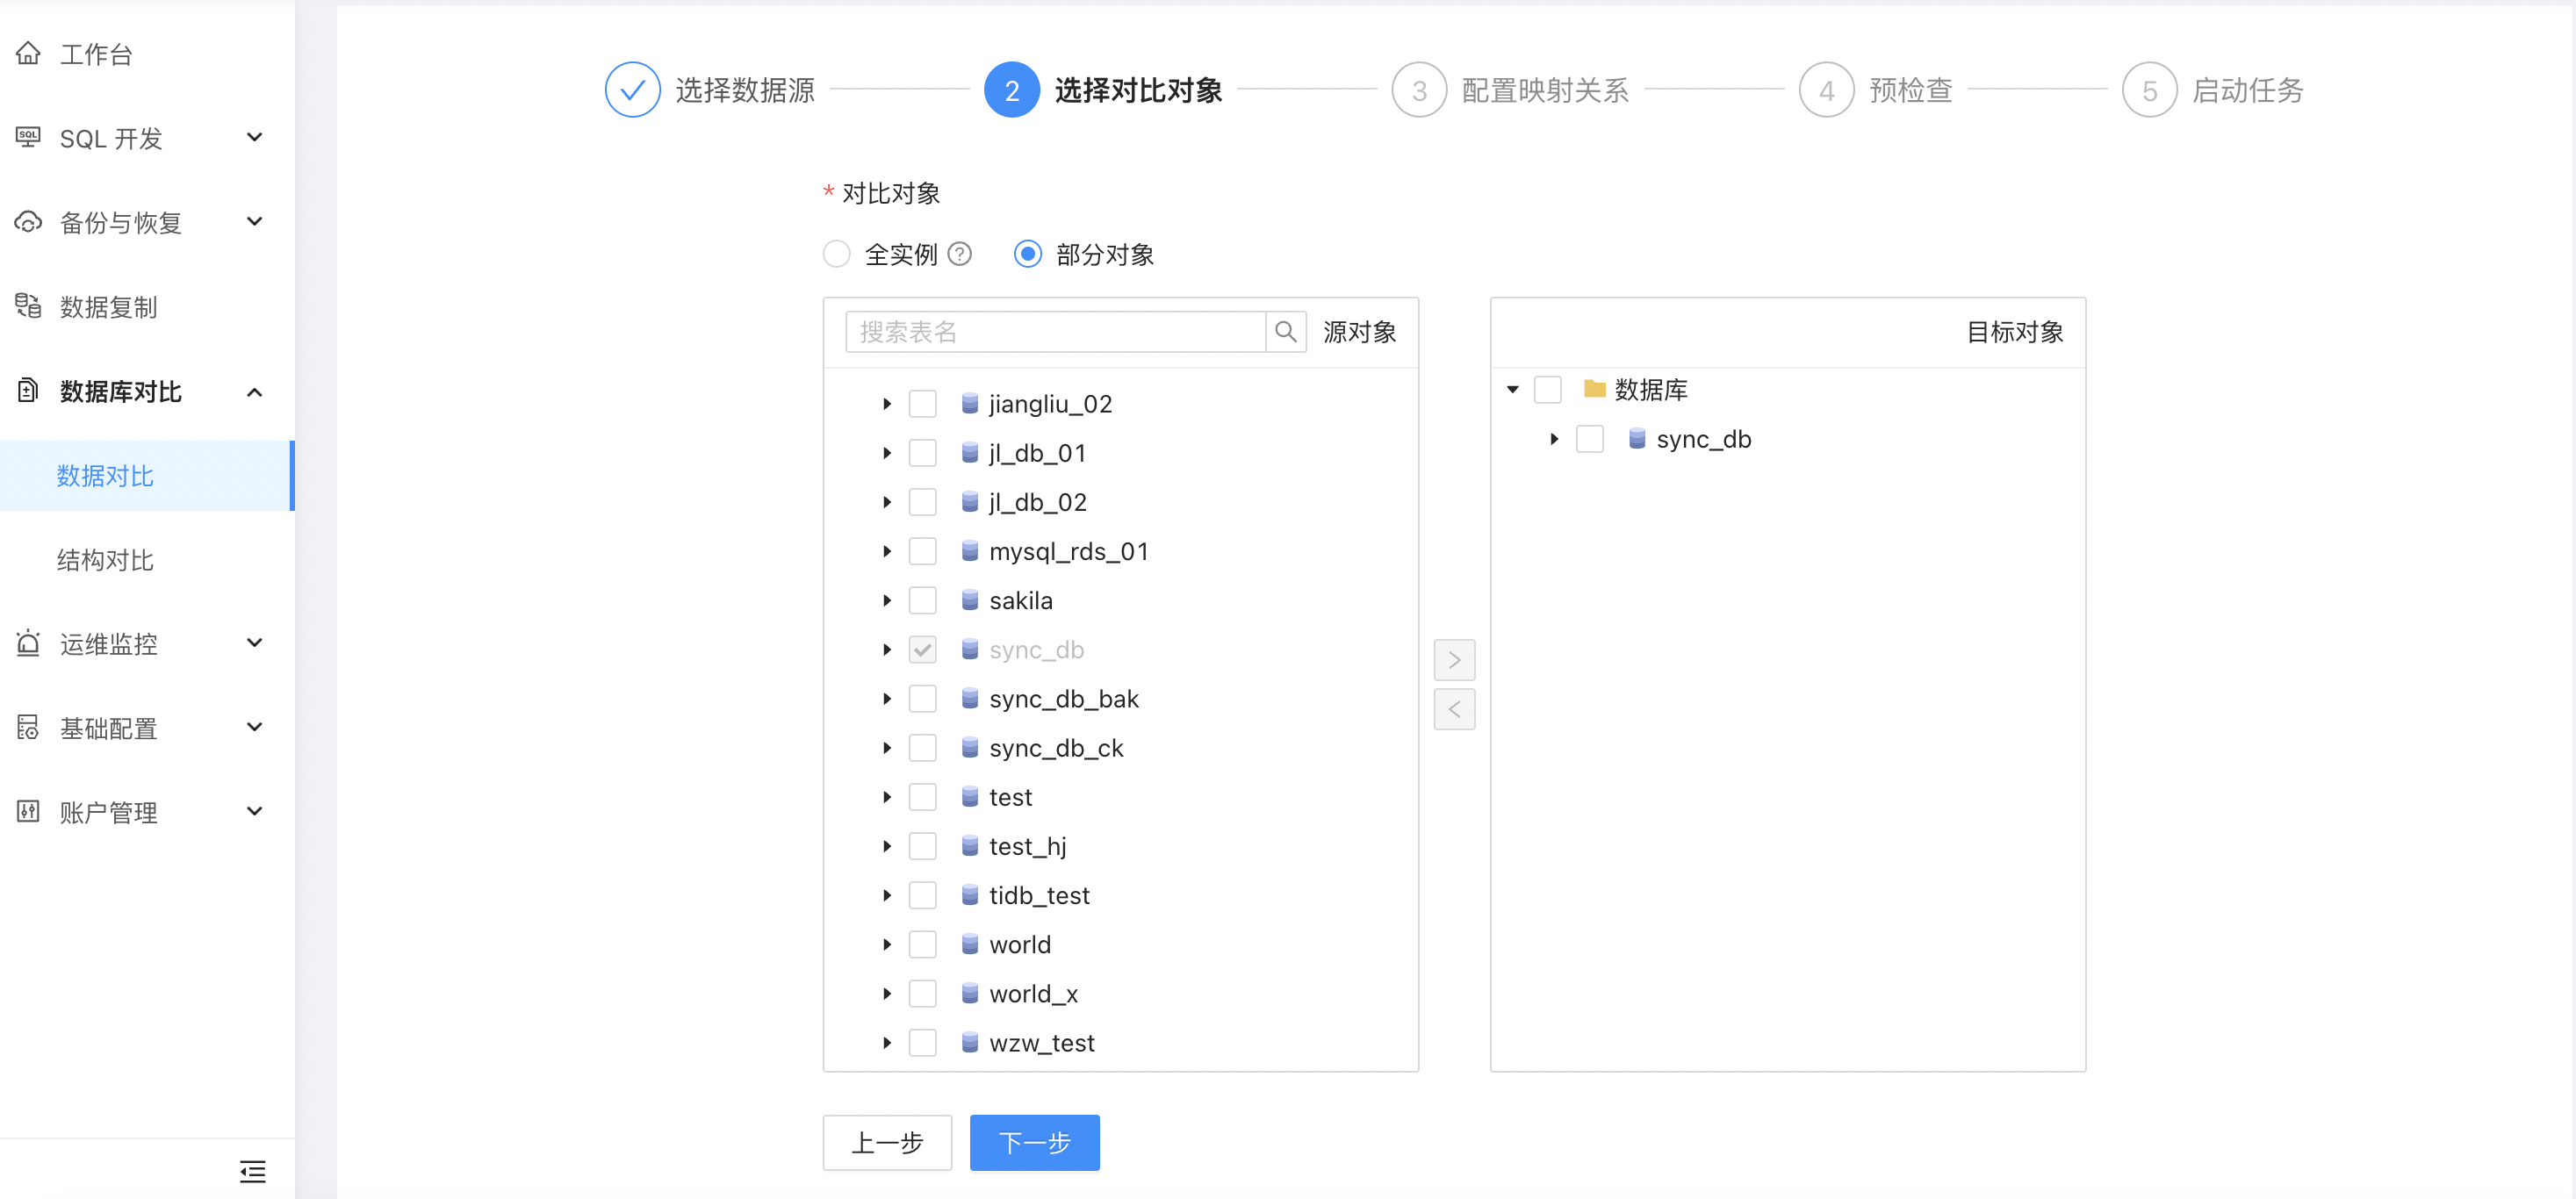 工作台
SQL 开发
备份与恢复
数据复制
数据库对比
数据对比
结构对比
运维监控
基础配置
账户管理
选择数据源
2 选择对比对象
3 配置映射关系
4 预检查
5 启动任务
* 对比对象
全实例 ? 部分对象
搜索表名 源对象
jiangliu_02
jl_db_01
jl_db_02
mysql_rds_01
sakila
sync_db
sync_db_bak
sync_db_ck
test
test_hj
tidb_test
world
world_x
wzw_test
目标对象
数据库
sync_db
上一步 下一步